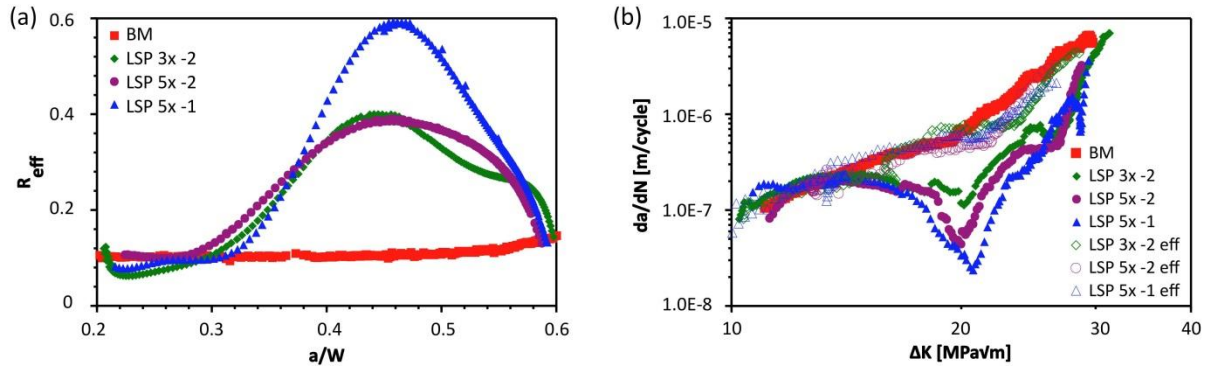 (a)
0.6
0.4
0.2
0
R_eff
BM
LSP 3x -2
LSP 5x -2
LSP 5x -1
0.2 0.3 0.4 0.5 0.6
a/W
(b)
1.0E-5
1.0E-6
1.0E-7
1.0E-8
da/dN [m/cycle]
BM
LSP 3x -2
LSP 5x -2
LSP 5x -1
LSP 3x -2 eff
LSP 5x -2 eff
LSP 5x -1 eff
10 20 30 40
ΔK [MPa√m]